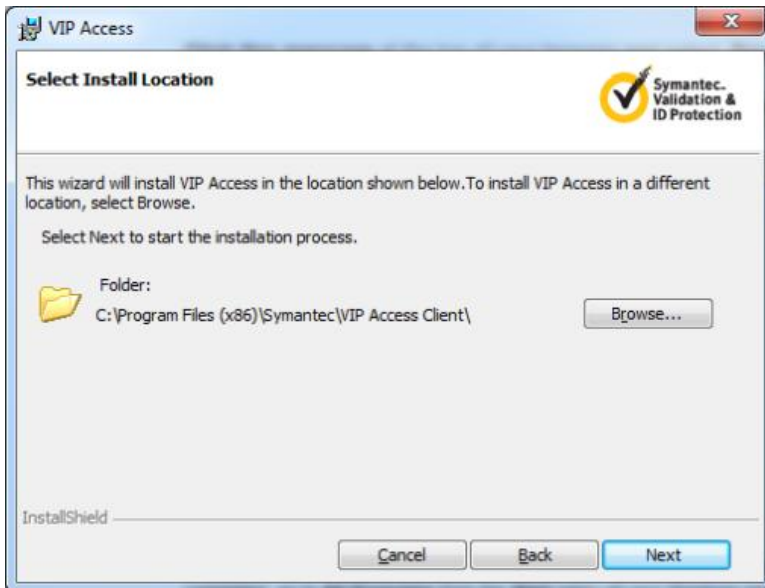 VIP Access
Select Install Location
Symantec.
Validation &
ID Protection
This wizard will install VIP Access in the location shown below.To install VIP Access in a different
location, select Browse.
Select Next to start the installation process.
Folder:
C:\Program Files (x86)\Symantec\VIP Access Client\
Browse...
InstallShield
Cancel
Back
Next